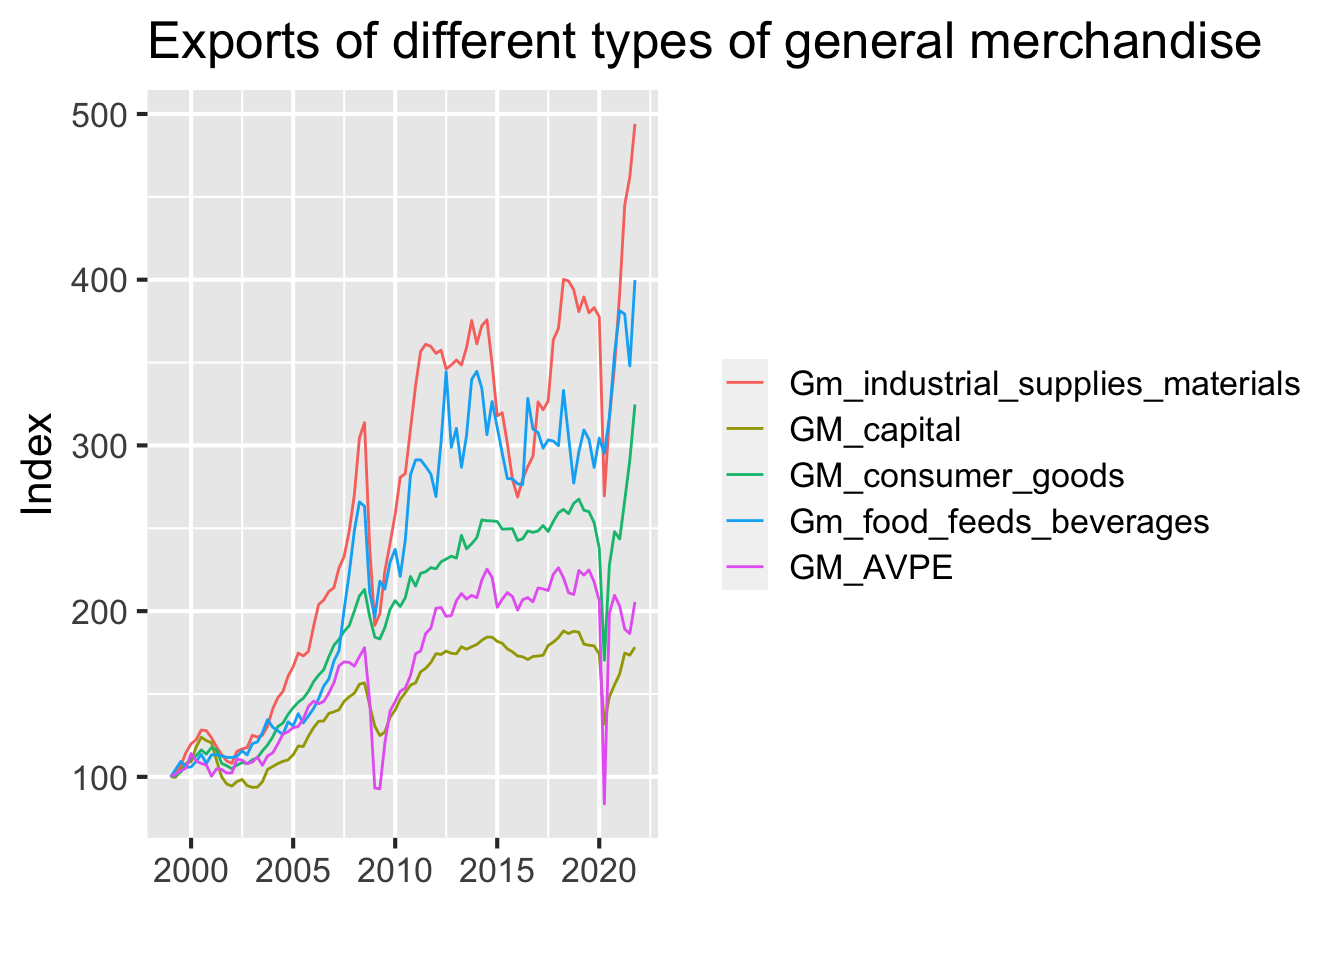 Exports of different types of general merchandise
500
400
300
200
100
Index
2000 2005 2010 2015 2020
Gm_industrial_supplies_materials
GM_capital
GM_consumer_goods
Gm_food_feeds_beverages
GM_AVPE